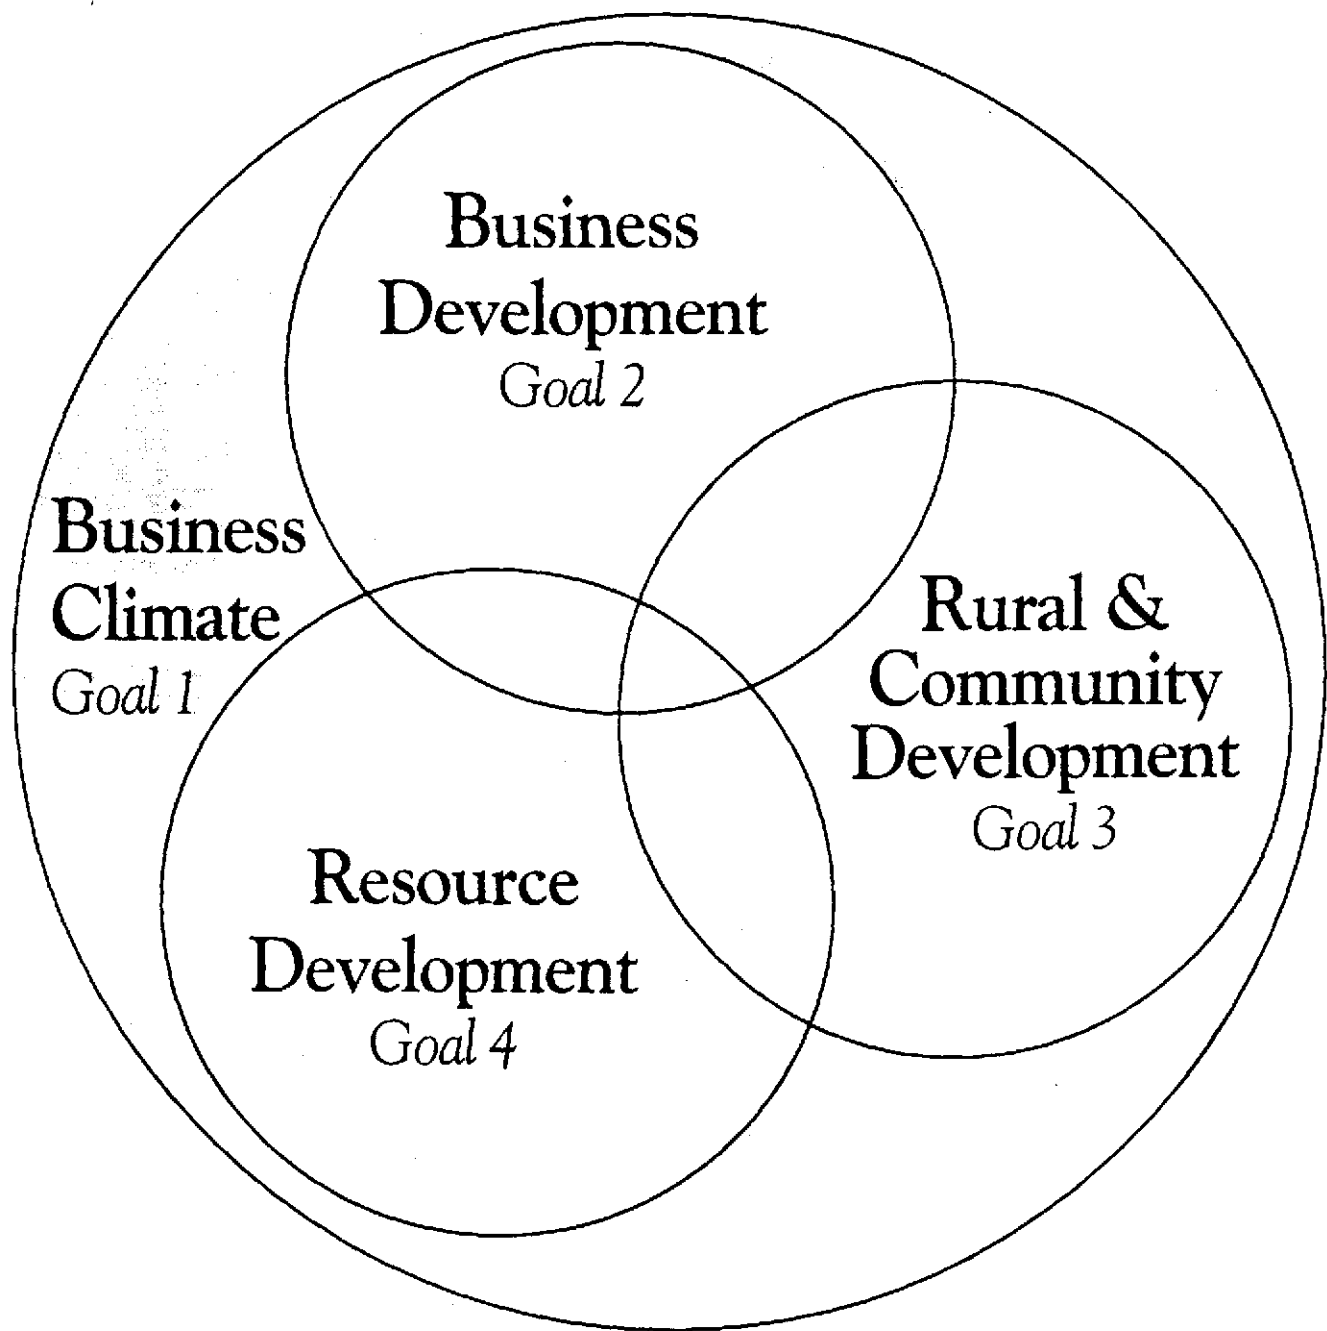 Business
Development
Goal 2
Business
Climate
Goal 1
Rural &
Community
Development
Goal 3
Resource
Development
Goal 4